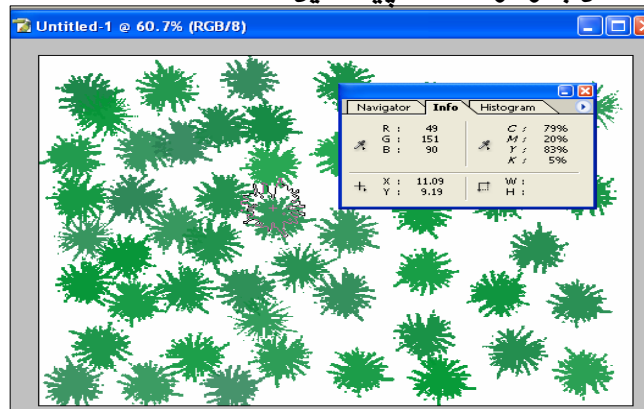 Untitled-1 @ 60.7% (RGB/8)
Navigator Info Histogram
R : 49 C : 79%
G : 151 M : 20%
B : 90 Y : 83%
K : 5%
X : 11.09 W :
Y : 9.19 H :